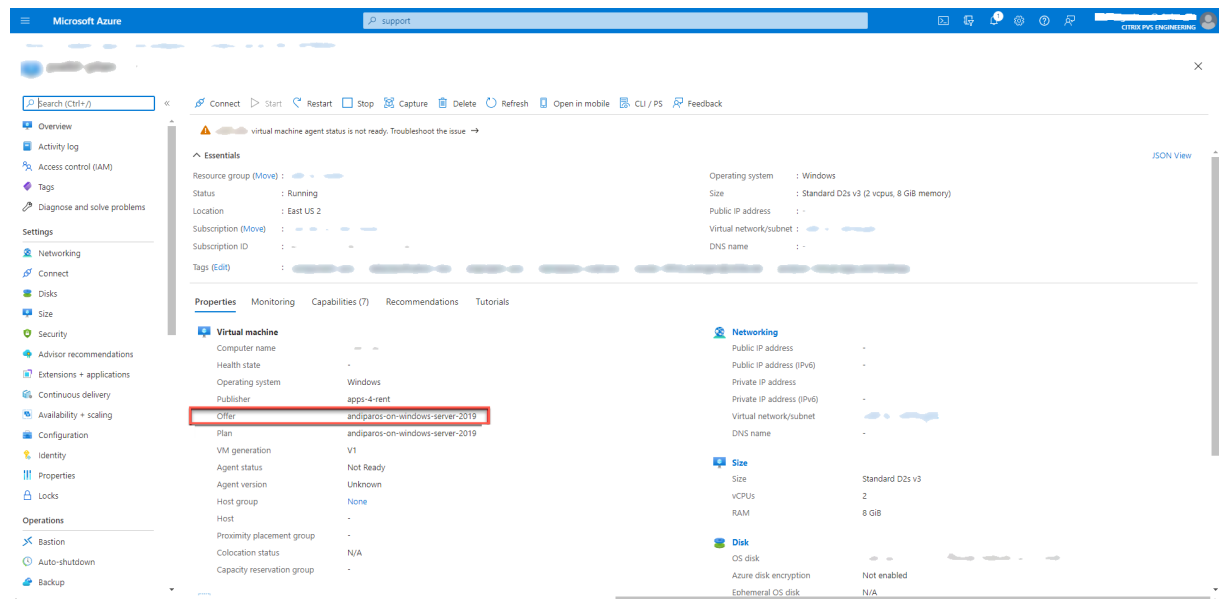 Microsoft Azure
support
1
CITRIX PVS ENGINEERING
Search (Ctrl+/)
«
Connect Start Restart Stop Capture Delete Refresh Open in mobile CLI / PS Feedback
virtual machine agent status is not ready. Troubleshoot the issue →
Overview
Activity log
Access control (IAM)
Tags
Diagnose and solve problems
Settings
Networking
Connect
Disks
Size
Security
Advisor recommendations
Extensions + applications
Continuous delivery
Availability + scaling
Configuration
Identity
Properties
Locks
Operations
Bastion
Auto-shutdown
Backup
Essentials
JSON View
Resource group (Move) :
Status : Running
Location : East US 2
Subscription (Move) :
Subscription ID :
Tags (Edit) :
Operating system : Windows
Size : Standard D2s v3 (2 vcpus, 8 GiB memory)
Public IP address : -
Virtual network/subnet :
DNS name : -
Properties Monitoring Capabilities (7) Recommendations Tutorials
Virtual machine
Computer name
Health state -
Operating system Windows
Publisher apps-4-rent
Offer andiparos-on-windows-server-2019
Plan andiparos-on-windows-server-2019
VM generation V1
Agent status Not Ready
Agent version Unknown
Host group None
Host -
Proximity placement group -
Colocation status N/A
Capacity reservation group -
Networking
Public IP address -
Public IP address (IPv6) -
Private IP address
Private IP address (IPv6) -
Virtual network/subnet
DNS name -
Size
Size Standard D2s v3
vCPUs 2
RAM 8 GiB
Disk
OS disk
Azure disk encryption Not enabled
Ephemeral OS disk N/A